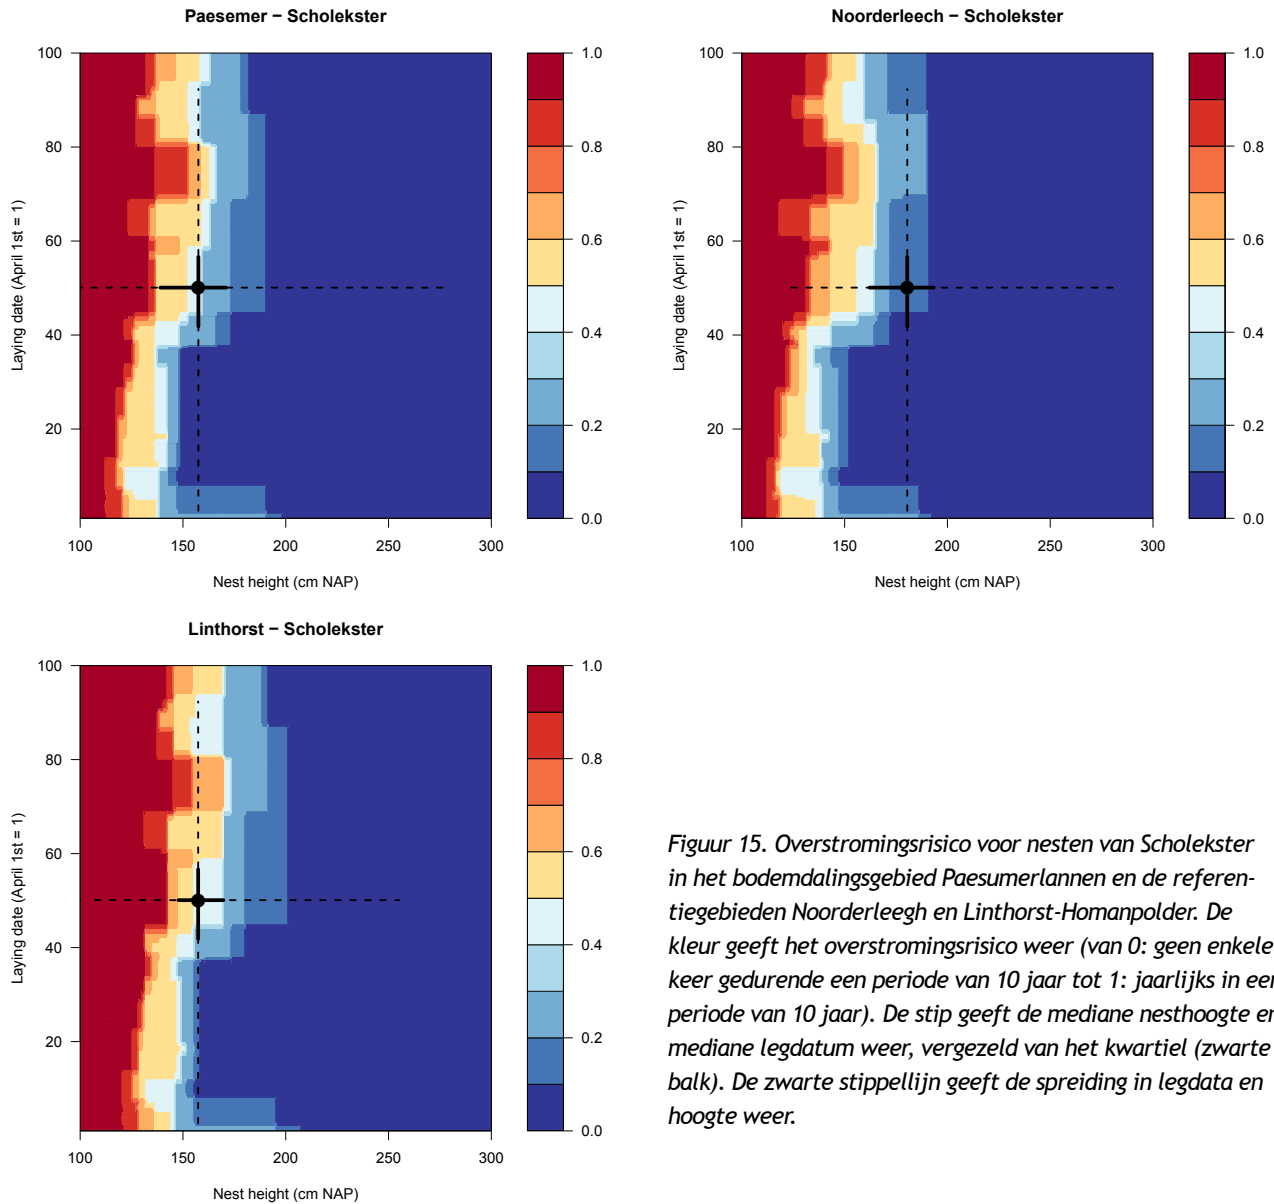 Paesemer − Scholekster
100
80
60
40
20
Laying date (April 1st = 1)
100 150 200 250 300
Nest height (cm NAP)
1.0
0.8
0.6
0.4
0.2
0.0
Noorderleech − Scholekster
100
80
60
40
20
Laying date (April 1st = 1)
100 150 200 250 300
Nest height (cm NAP)
1.0
0.8
0.6
0.4
0.2
0.0
Linthorst − Scholekster
100
80
60
40
20
Laying date (April 1st = 1)
100 150 200 250 300
Nest height (cm NAP)
1.0
0.8
0.6
0.4
0.2
0.0
Figuur 15. Overstromingsrisico voor nesten van Scholekster
in het bodemdalingsgebied Paesumerlannen en de referen-
tiegebieden Noorderleegh en Linthorst-Homanpolder. De
kleur geeft het overstromingsrisico weer (van 0: geen enkele
keer gedurende een periode van 10 jaar tot 1: jaarlijks in een
periode van 10 jaar). De stip geeft de mediane nesthoogte en
mediane legdatum weer, vergezeld van het kwartiel (zwarte
balk). De zwarte stippellijn geeft de spreiding in legdata en
hoogte weer.